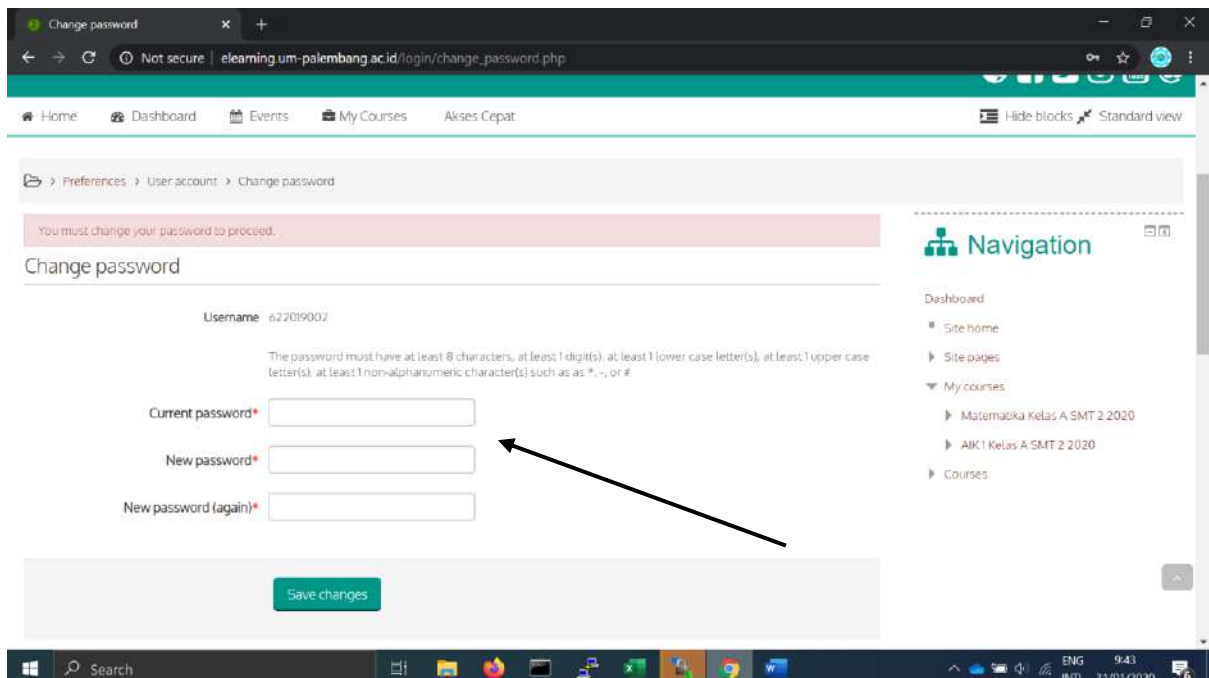 Change password
Not secure | elearning.um-palembang.ac.id/login/change_password.php
Home Dashboard Events My Courses Akses Cepat Hide blocks Standard view
> Preferences > User account > Change password
You must change your password to proceed.
Change password
Username 622019002
The password must have at least 8 characters, at least 1 digit(s), at least 1 lower case letter(s), at least 1 upper case
letter(s), at least 1 non-alphanumeric character(s) such as as *, -, or #
Current password*
New password*
New password (again)*
Save changes
Navigation
Dashboard
Site home
Site pages
My courses
Matematika Kelas A SMT 2 2020
AIK 1 Kelas A SMT 2 2020
Courses
Search
ENG 9:43
INTL 31/01/2020